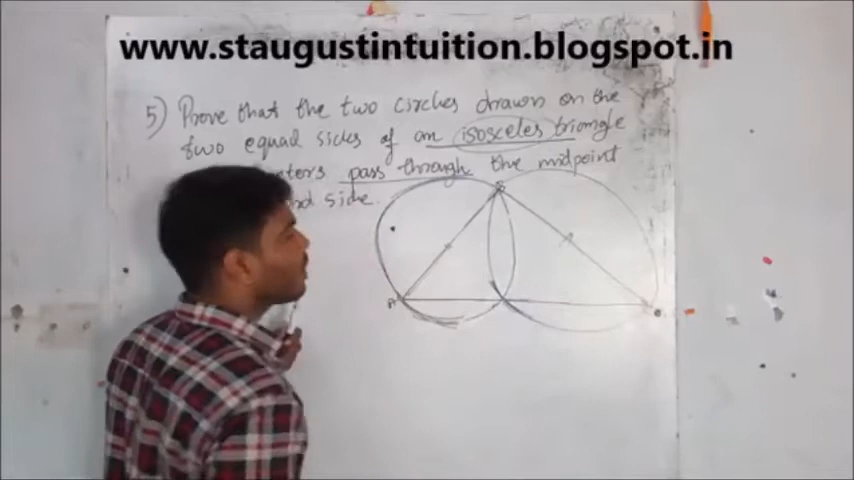 www.staugustintuition.blogspot.in
5) Prove that the two circles drawn on the
two equal sides of an isosceles triangle
pass through the midpoint
side.
B
A